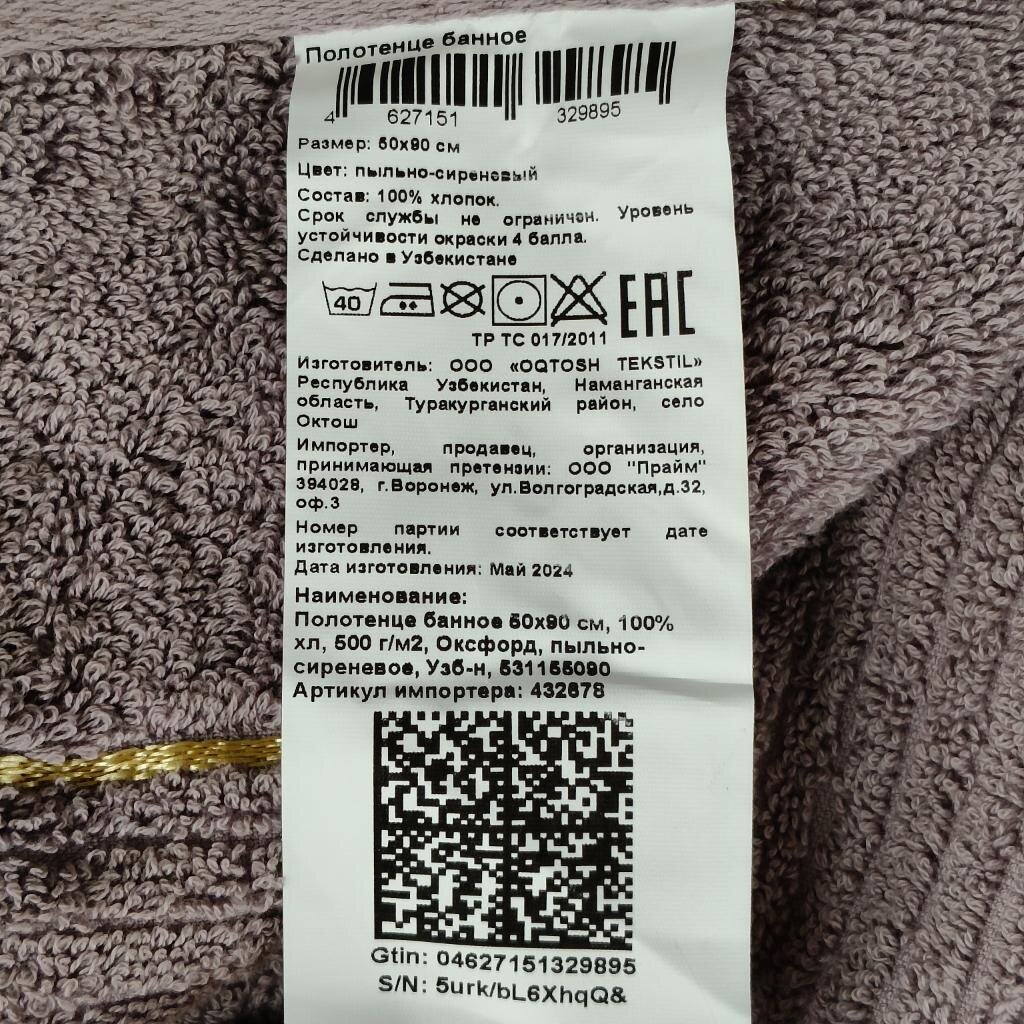 Полотенце банное
4 627151 329895
Размер: 50х90 см
Цвет: пыльно-сиреневый
Состав: 100% хлопок.
Срок службы не ограничен. Уровень
устойчивости окраски 4 балла.
Сделано в Узбекистане
40
ЕАС
ТР ТС 017/2011
Изготовитель: ООО «OQTOSH TEKSTIL»
Республика Узбекистан, Наманганская
область, Туракурганский район, село
Октош
Импортер, продавец, организация,
принимающая претензии: ООО "Прайм"
394028, г.Воронеж, ул.Волгоградская,д.32,
оф.3
Номер партии соответствует дате
изготовления.
Дата изготовления: Май 2024
Наименование:
Полотенце банное 50х90 см, 100%
хл, 500 г/м2, Оксфорд, пыльно-
сиреневое, Узб-н, 531155090
Артикул импортера: 432678
Gtin: 04627151329895
S/N: 5urk/bL6XhqQ&